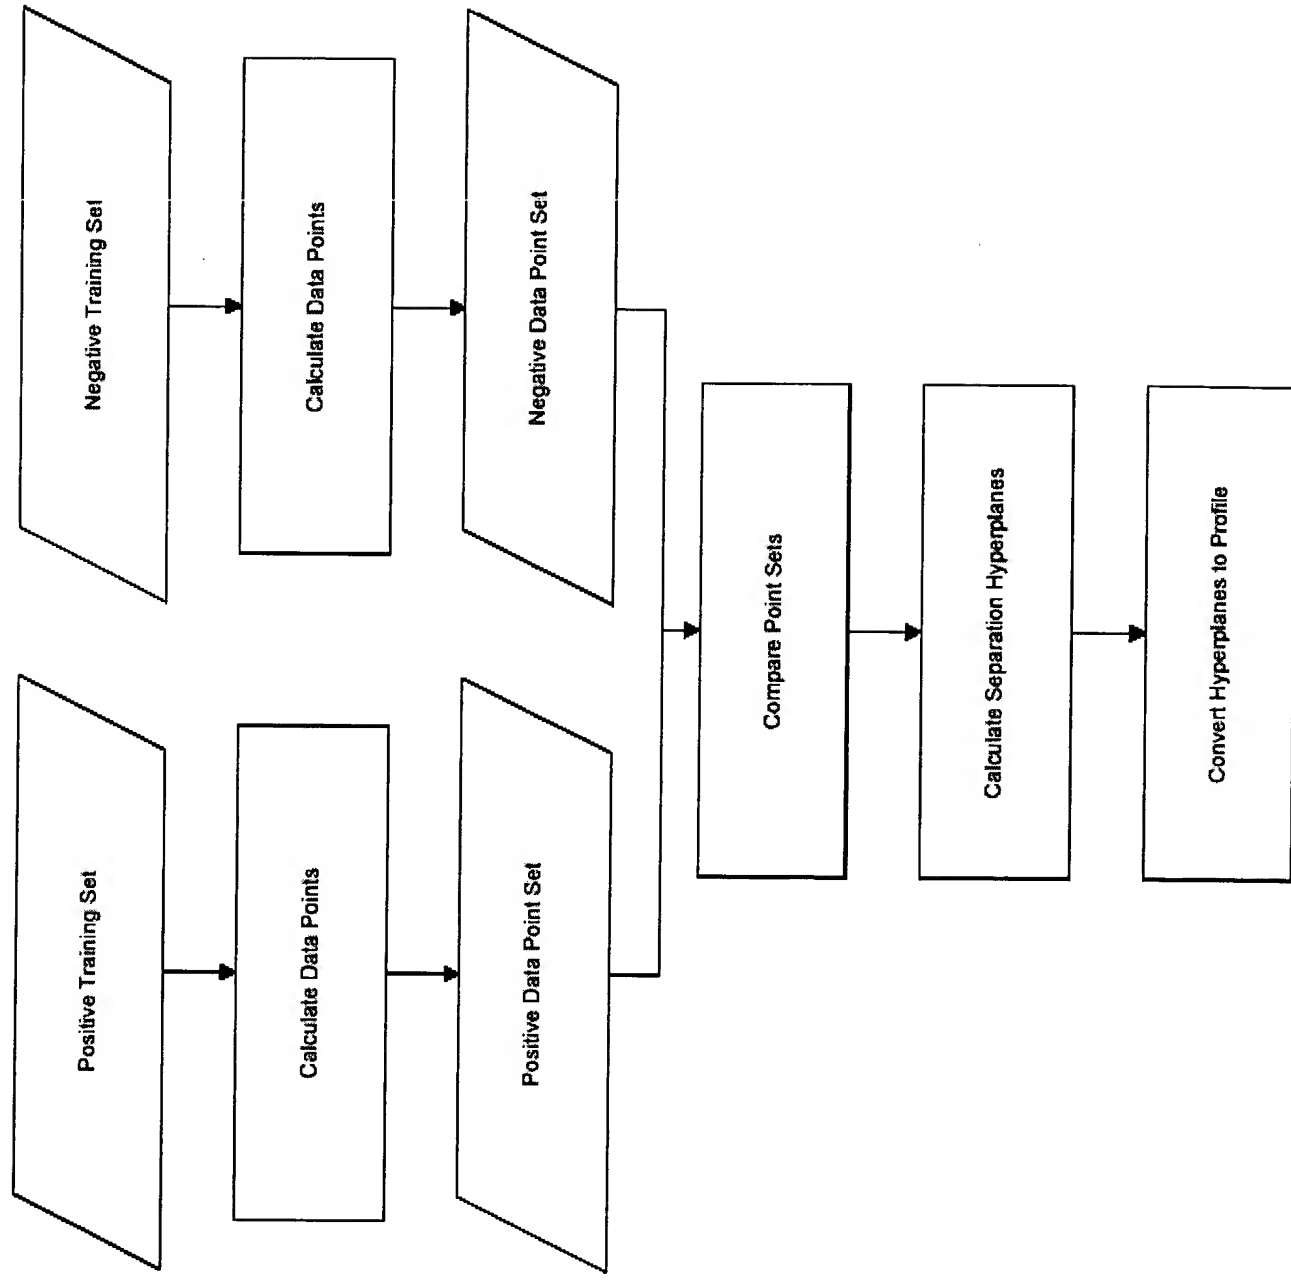 Positive Training Set
Negative Training Set
Calculate Data Points
Calculate Data Points
Positive Data Point Set
Negative Data Point Set
Compare Point Sets
Calculate Separation Hyperplanes
Convert Hyperplanes to Profile